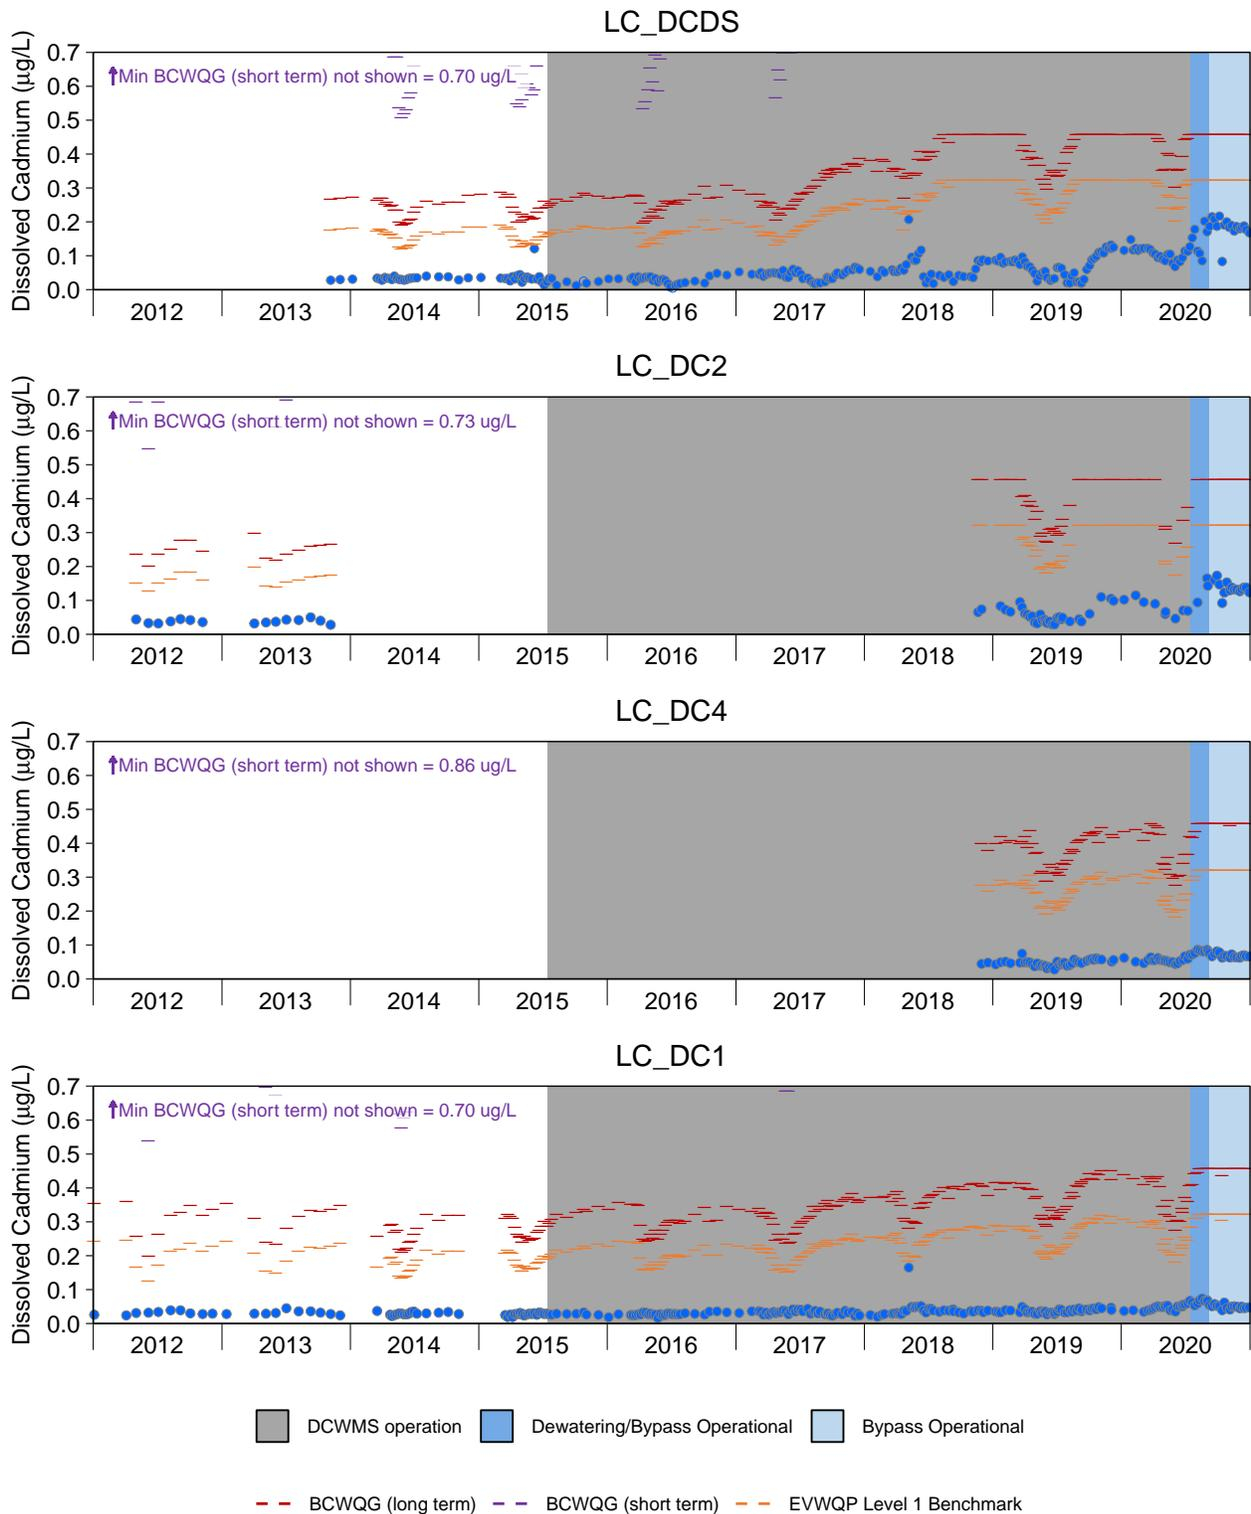 LC_DCDS
Dissolved Cadmium (µg/L)
0.7
0.6
0.5
0.4
0.3
0.2
0.1
0.0
Min BCWQG (short term) not shown = 0.70 ug/L
2012 2013 2014 2015 2016 2017 2018 2019 2020
LC_DC2
Dissolved Cadmium (µg/L)
0.7
0.6
0.5
0.4
0.3
0.2
0.1
0.0
Min BCWQG (short term) not shown = 0.73 ug/L
2012 2013 2014 2015 2016 2017 2018 2019 2020
LC_DC4
Dissolved Cadmium (µg/L)
0.7
0.6
0.5
0.4
0.3
0.2
0.1
0.0
Min BCWQG (short term) not shown = 0.86 ug/L
2012 2013 2014 2015 2016 2017 2018 2019 2020
LC_DC1
Dissolved Cadmium (µg/L)
0.7
0.6
0.5
0.4
0.3
0.2
0.1
0.0
Min BCWQG (short term) not shown = 0.70 ug/L
2012 2013 2014 2015 2016 2017 2018 2019 2020
DCWMS operation Dewatering/Bypass Operational Bypass Operational
BCWQG (long term) BCWQG (short term) EVWQP Level 1 Benchmark